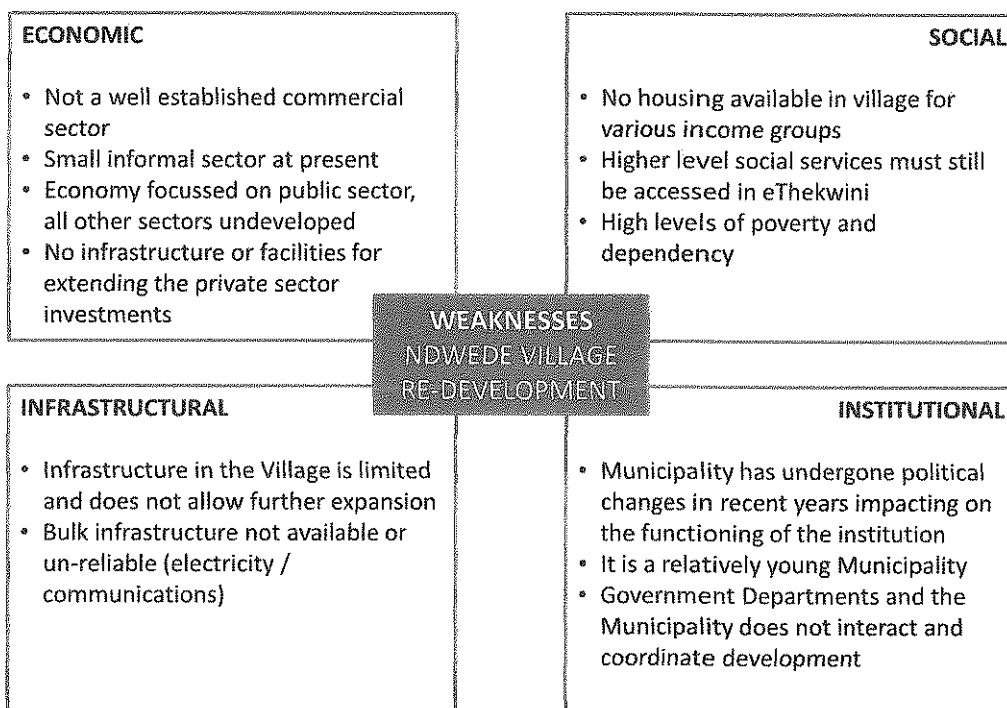 ECONOMIC
• Not a well established commercial
sector
• Small informal sector at present
• Economy focussed on public sector,
all other sectors undeveloped
• No infrastructure or facilities for
extending the private sector
investments
SOCIAL
• No housing available in village for
various income groups
• Higher level social services must still
be accessed in eThekwini
• High levels of poverty and
dependency
WEAKNESSES
NDWEDE VILLAGE
RE-DEVELOPMENT
INFRASTRUCTURAL
• Infrastructure in the Village is limited
and does not allow further expansion
• Bulk infrastructure not available or
un-reliable (electricity /
communications)
INSTITUTIONAL
• Municipality has undergone political
changes in recent years impacting on
the functioning of the institution
• It is a relatively young Municipality
• Government Departments and the
Municipality does not interact and
coordinate development